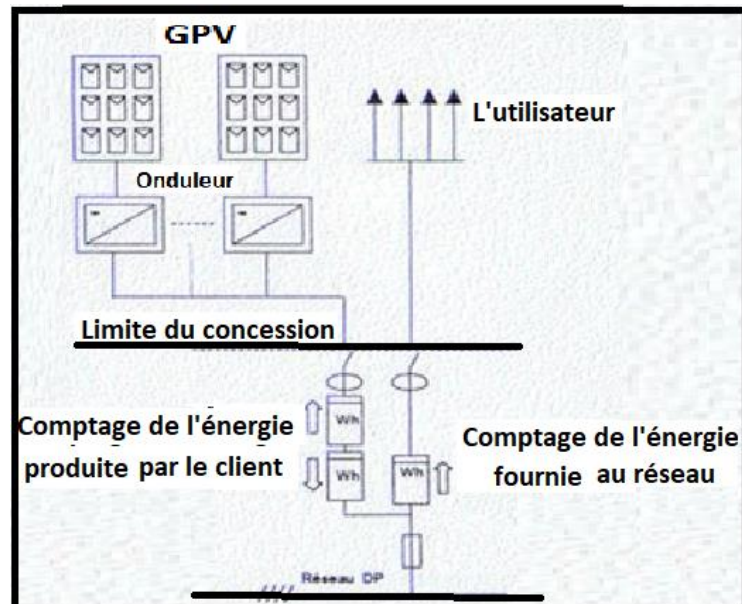 GPV
L'utilisateur
Onduleur
Limite du concession
Comptage de l'énergie
produite par le client
Wh
Wh
Wh
Comptage de l'énergie
fournie au réseau
Réseau DP